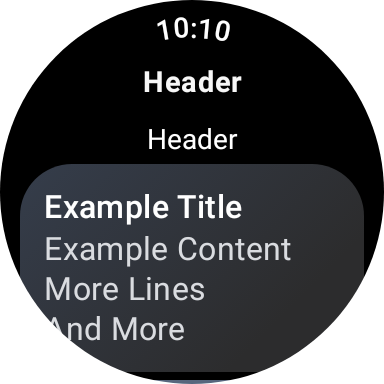 10:10
Header
Header
Example Title
Example Content
More Lines
And More